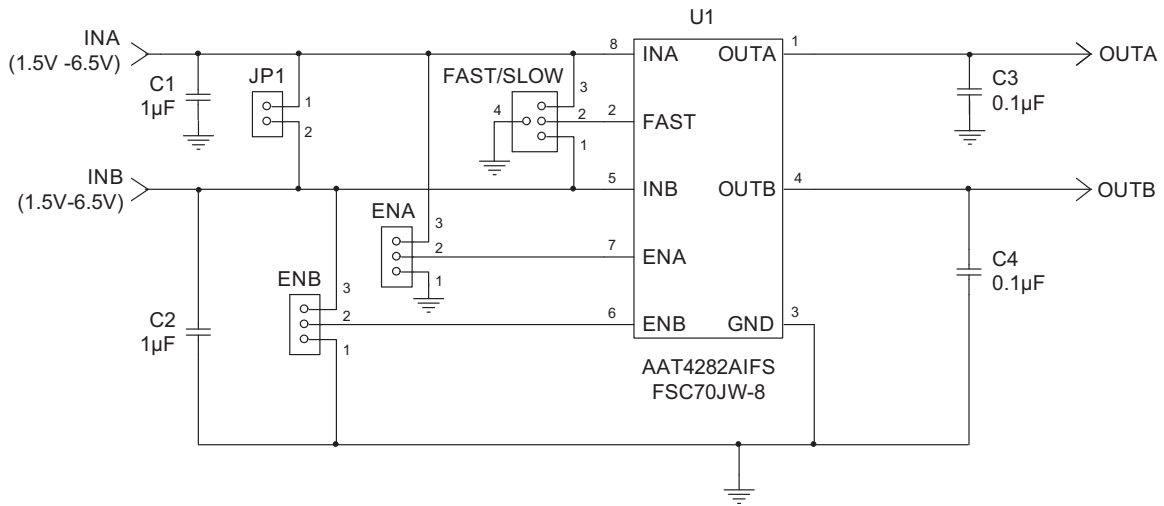 U1
INA
(1.5V -6.5V)
C1
1µF
JP1
1
2
FAST/SLOW
3
4
2
1
8
INA
OUTA
1
OUTA
2
FAST
C3
0.1µF
INB
(1.5V-6.5V)
5
INB
OUTB
4
OUTB
ENA
3
2
1
7
ENA
C4
0.1µF
ENB
3
2
1
6
ENB
GND
3
C2
1µF
AAT4282AIFS
FSC70JW-8